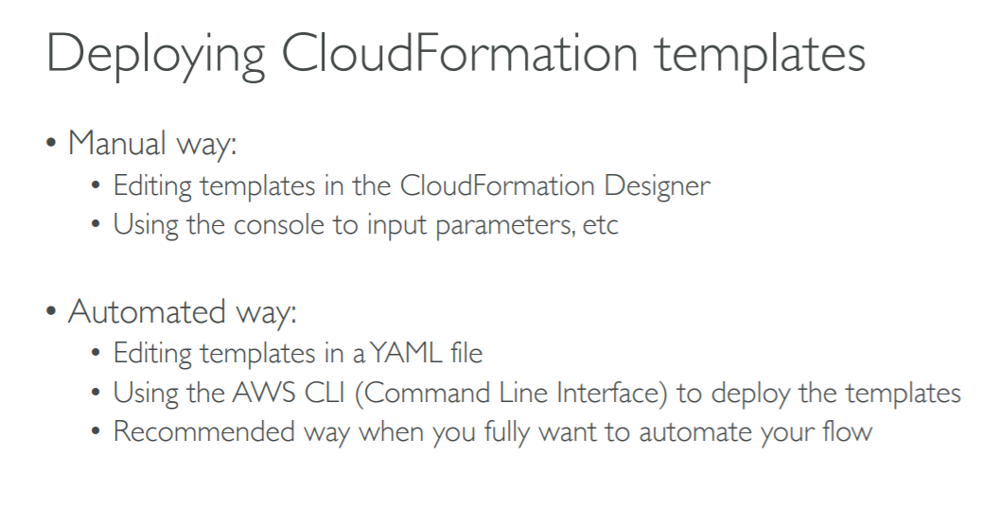 Deploying CloudFormation templates
• Manual way:
• Editing templates in the CloudFormation Designer
• Using the console to input parameters, etc
• Automated way:
• Editing templates in a YAML file
• Using the AWS CLI (Command Line Interface) to deploy the templates
• Recommended way when you fully want to automate your flow